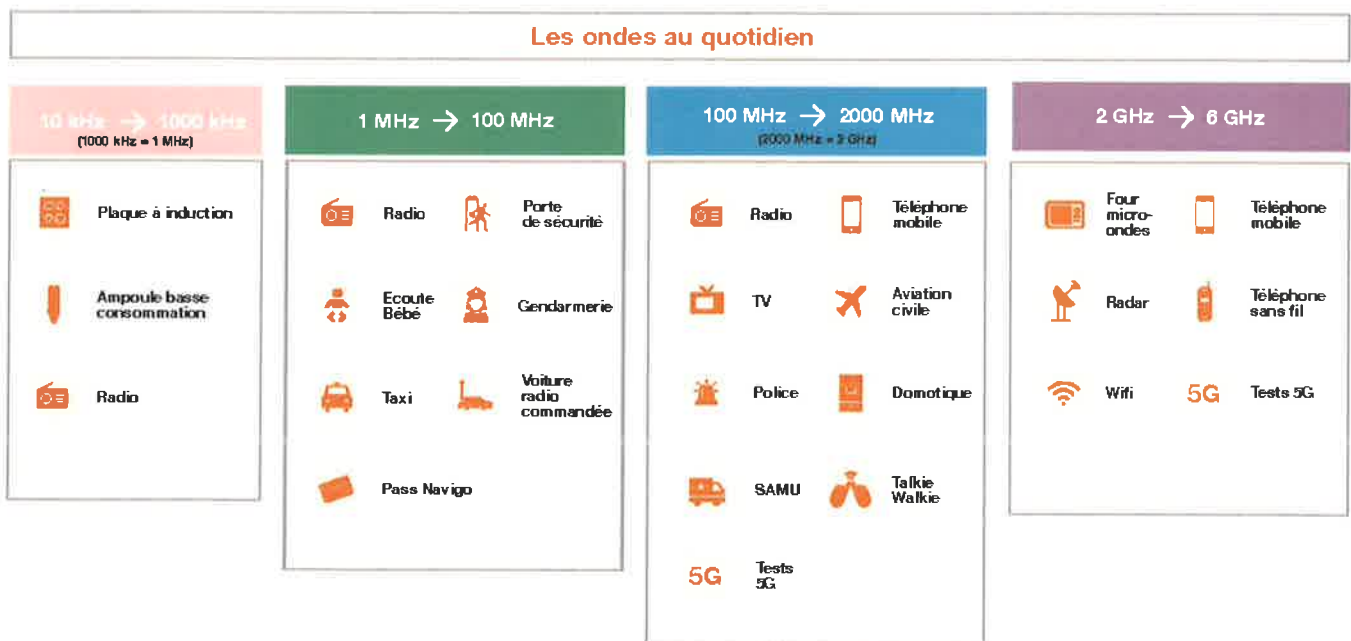 Les ondes au quotidien
10 kHz → 1000 kHz
(1000 kHz = 1 MHz)
Plaque à induction
Ampoule basse
consommation
Radio
1 MHz → 100 MHz
Radio
Porte
de sécurité
Ecoute
Bébé
Gendarmerie
Taxi
Voiture
radio
commandée
Pass Navigo
100 MHz → 2000 MHz
(2000 MHz = 2 GHz)
Radio
Téléphone
mobile
TV
Aviation
civile
Police
Domotique
SAMU
Talkie
Walkie
5G
Tests
5G
2 GHz → 6 GHz
Four
micro-
ondes
Téléphone
mobile
Radar
Téléphone
sans fil
Wifi
5G
Tests 5G